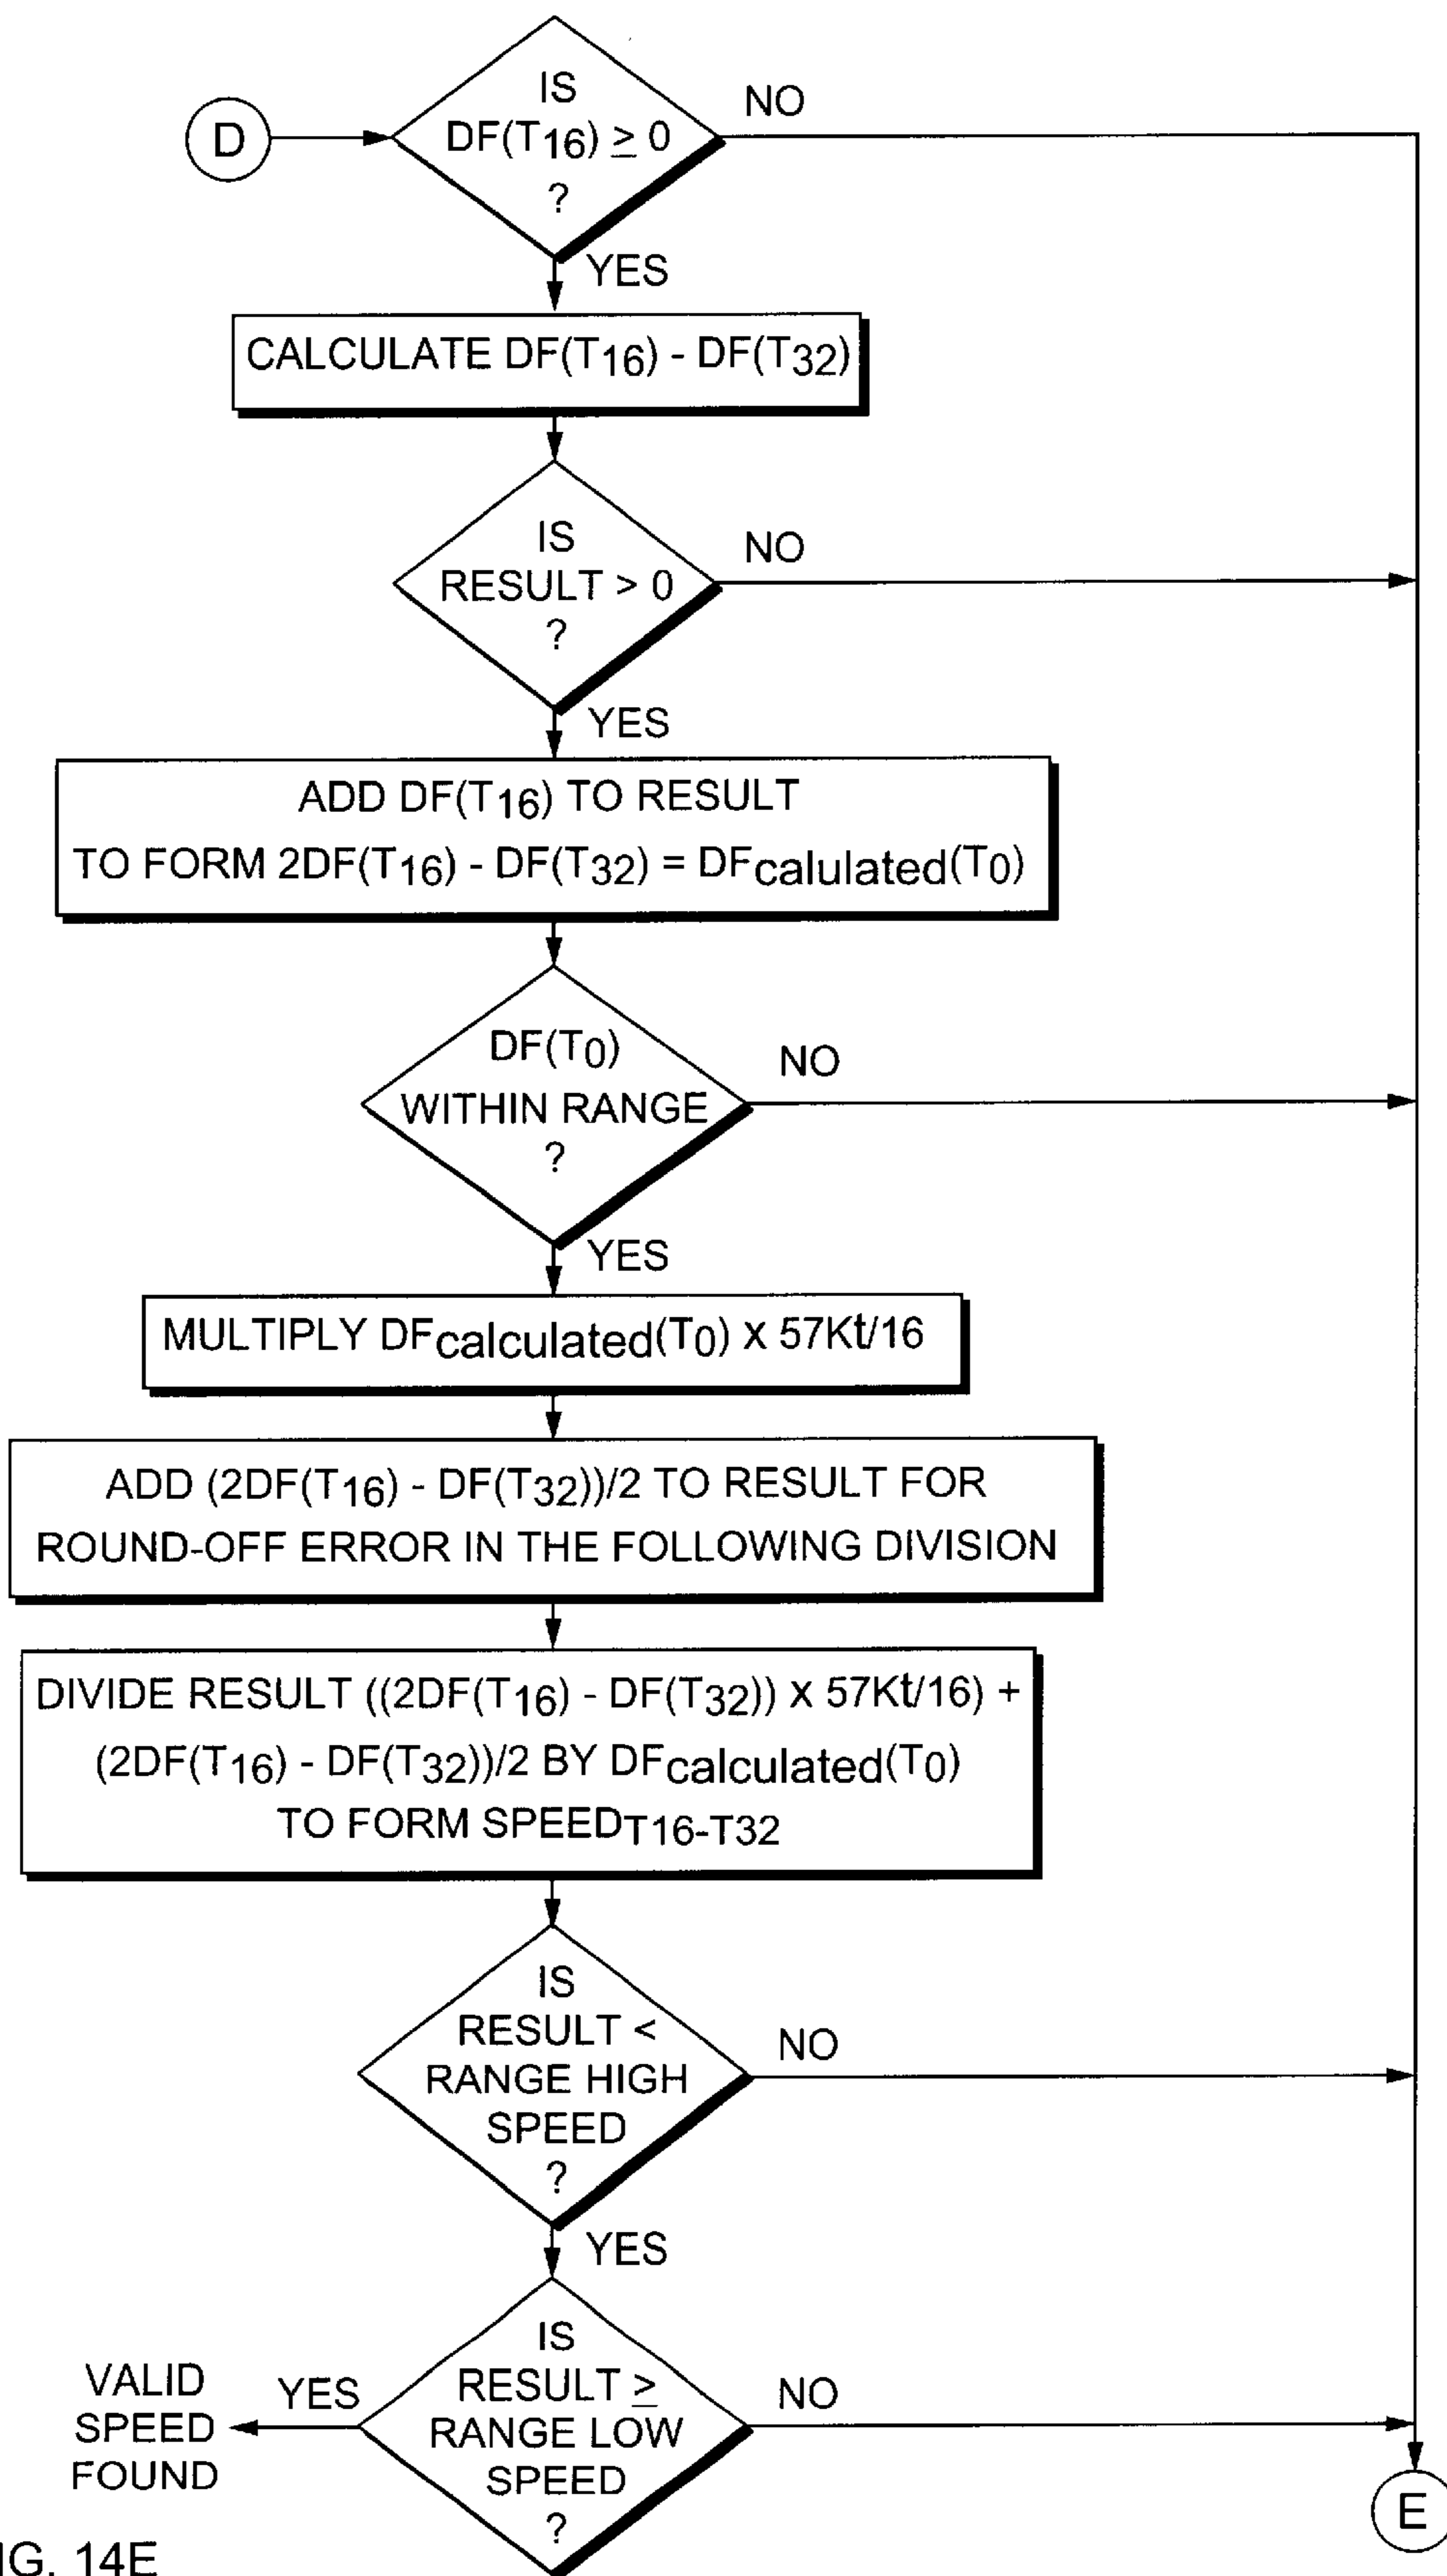 D
IS
DF(T16) ≥ 0
?
NO
YES
CALCULATE DF(T16) - DF(T32)
IS
RESULT > 0
?
NO
YES
ADD DF(T16) TO RESULT
TO FORM 2DF(T16) - DF(T32) = DFcalulated(T0)
DF(T0)
WITHIN RANGE
?
NO
YES
MULTIPLY DFcalculated(T0) x 57Kt/16
ADD (2DF(T16) - DF(T32))/2 TO RESULT FOR
ROUND-OFF ERROR IN THE FOLLOWING DIVISION
DIVIDE RESULT ((2DF(T16) - DF(T32)) x 57Kt/16) +
(2DF(T16) - DF(T32))/2 BY DFcalculated(T0)
TO FORM SPEEDT16-T32
IS
RESULT <
RANGE HIGH
SPEED
?
NO
YES
IS
RESULT ≥
RANGE LOW
SPEED
?
NO
YES
VALID
SPEED
FOUND
E
IG. 14E